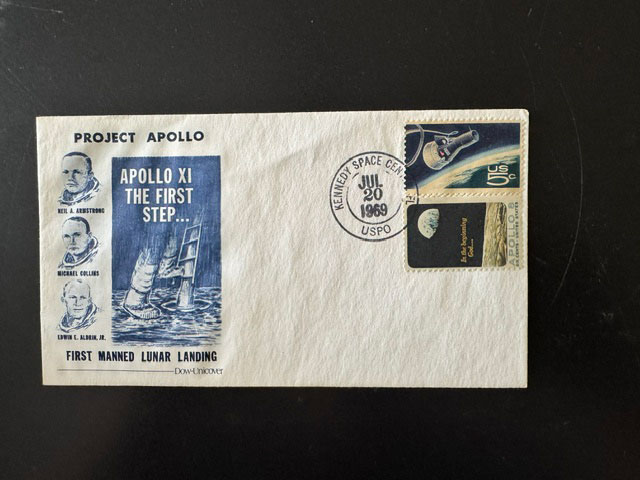 PROJECT APOLLO
APOLLO XI
THE FIRST
STEP...
NEIL A. ARMSTRONG
MICHAEL COLLINS
EDWIN E. ALDRIN, JR.
FIRST MANNED LUNAR LANDING
Dow-Unicover
KENNEDY SPACE CEN
JUL
20
1969
USPO
US
5c
In the beginning
God...
APOLLO 8